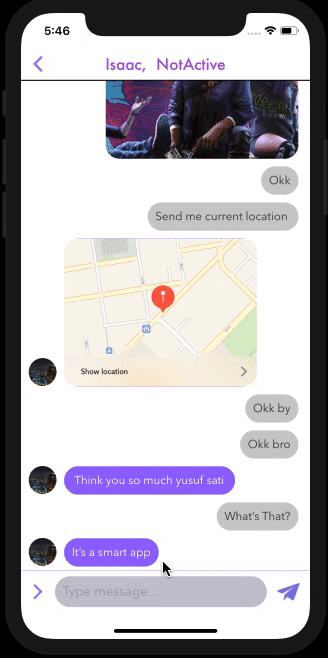 5:46
Isaac, NotActive
Okk
Send me current location
Show location
Okk by
Okk bro
Think you so much yusuf sati
What's That?
It's a smart app
Type message...